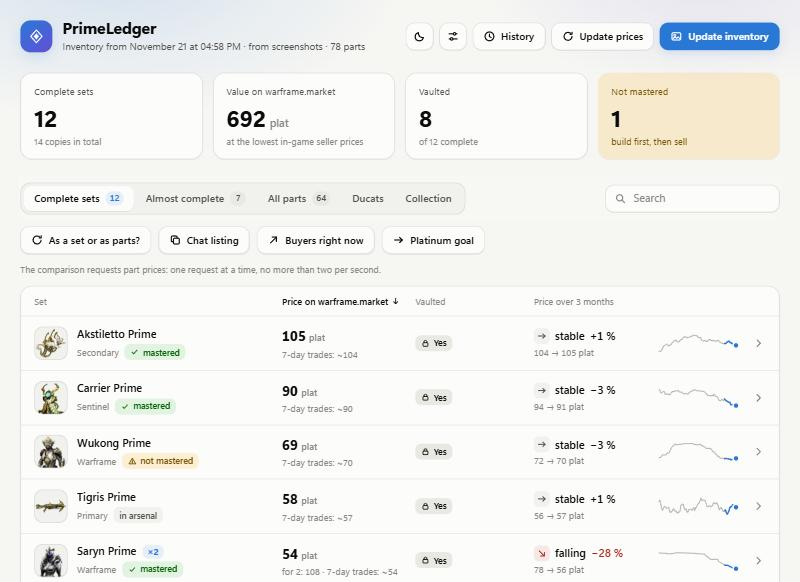 PrimeLedger
Inventory from November 21 at 04:58 PM · from screenshots · 78 parts
History
Update prices
Update inventory
Complete sets
12
14 copies in total
Value on warframe.market
692 plat
at the lowest in-game seller prices
Vaulted
8
of 12 complete
Not mastered
1
build first, then sell
Complete sets 12
Almost complete 7
All parts 64
Ducats
Collection
Search
As a set or as parts?
Chat listing
Buyers right now
Platinum goal
The comparison requests part prices: one request at a time, no more than two per second.
Set
Price on warframe.market ↓
Vaulted
Price over 3 months
Akstiletto Prime
Secondary ✓ mastered
105 plat
7-day trades: ~104
Yes
→ stable +1 %
104 → 105 plat
Carrier Prime
Sentinel ✓ mastered
90 plat
7-day trades: ~90
Yes
→ stable −3 %
94 → 91 plat
Wukong Prime
Warframe not mastered
69 plat
7-day trades: ~70
Yes
→ stable −3 %
72 → 70 plat
Tigris Prime
Primary in arsenal
58 plat
7-day trades: ~57
Yes
→ stable +1 %
56 → 57 plat
Saryn Prime ×2
Warframe ✓ mastered
54 plat
for 2: 108 · 7-day trades: ~54
Yes
↘ falling −28 %
78 → 56 plat